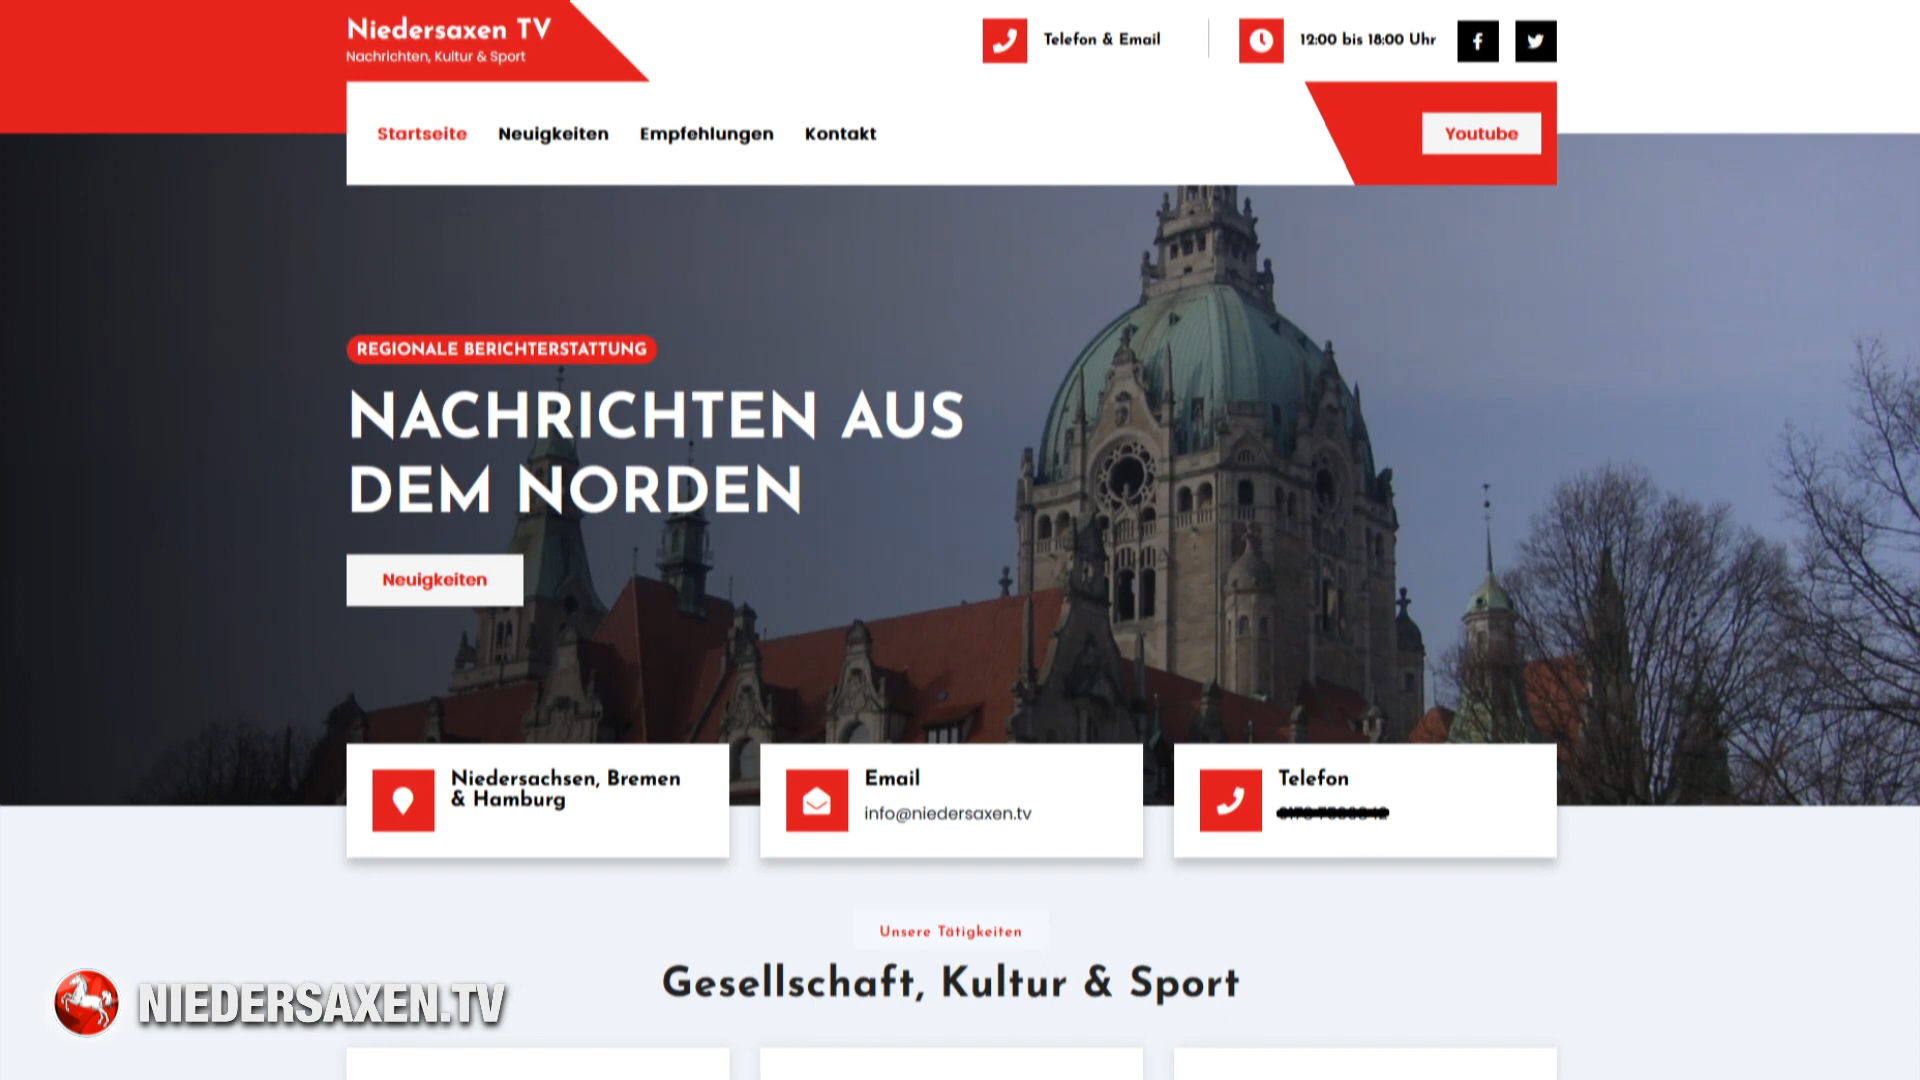 Niedersaxen TV
Nachrichten, Kultur & Sport
Telefon & Email
12:00 bis 18:00 Uhr
Startseite
Neuigkeiten
Empfehlungen
Kontakt
Youtube
REGIONALE BERICHTERSTATTUNG
NACHRICHTEN AUS
DEM NORDEN
Neuigkeiten
Niedersachsen, Bremen
& Hamburg
Email
info@niedersaxen.tv
Telefon
Unsere Tätigkeiten
Gesellschaft, Kultur & Sport
NIEDERSAXEN.TV